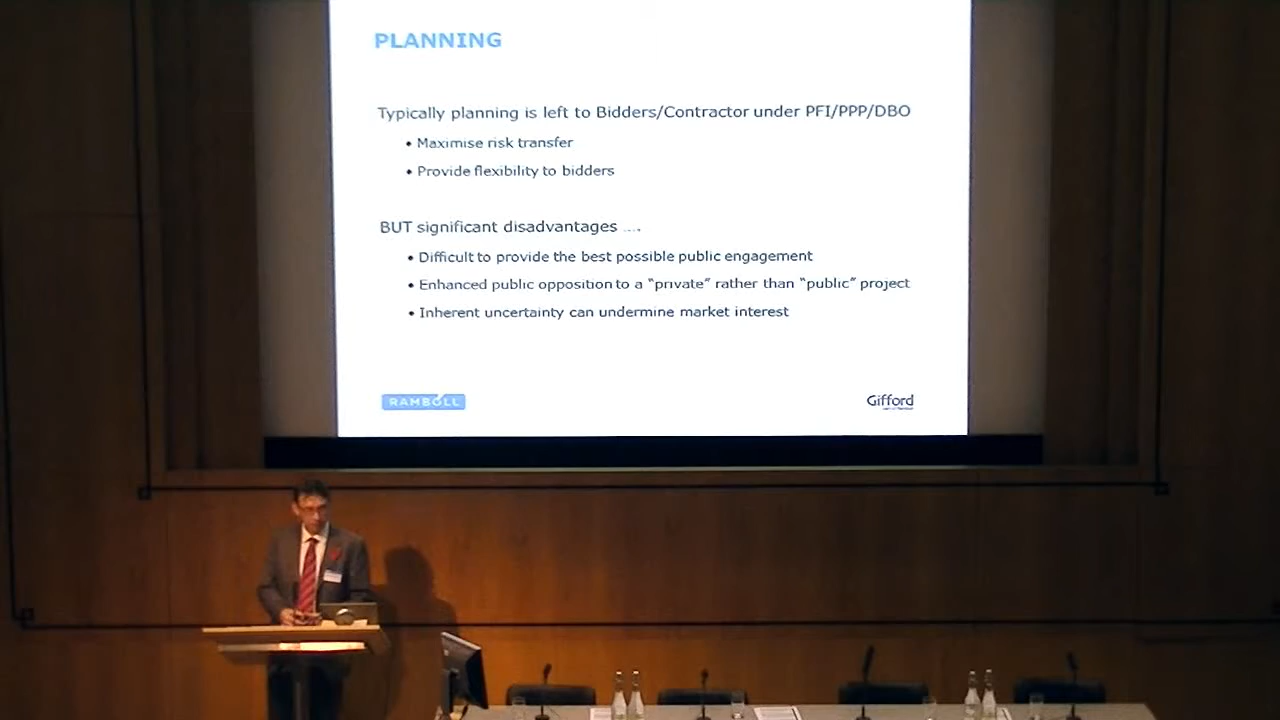 PLANNING
Typically planning is left to Bidders/Contractor under PFI/PPP/DBO
• Maximise risk transfer
• Provide flexibility to bidders
BUT significant disadvantages ....
• Difficult to provide the best possible public engagement
• Enhanced public opposition to a “private” rather than “public” project
• Inherent uncertainty can undermine market interest
RAMBOLL
Gifford